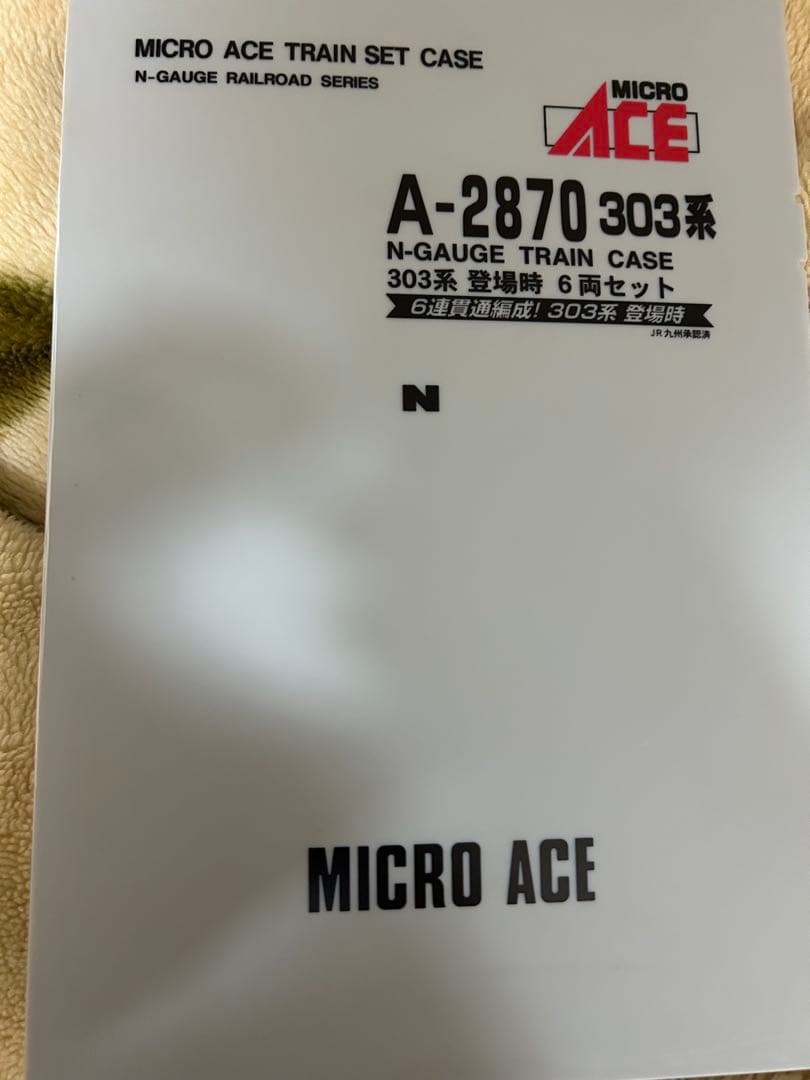 MICRO ACE TRAIN SET CASE
N-GAUGE RAILROAD SERIES
MICRO
ACE
A-2870 303系
N-GAUGE TRAIN CASE
303系 登場時 6両セット
6連貫通編成! 303系 登場時
JR九州承認済
N
MICRO ACE